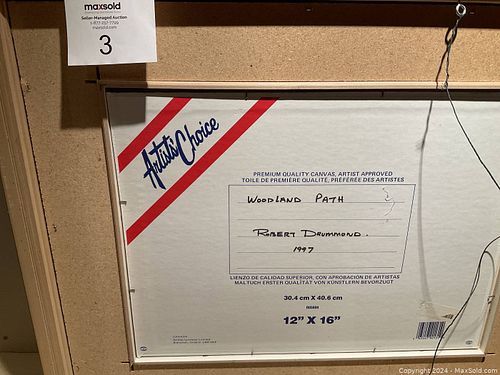 maxsold
Seller-Managed Auction
maxsold.com
3
Artist's Choice
PREMIUM QUALITY CANVAS, ARTIST APPROVED
TOILE DE PREMIÈRE QUALITÉ, PRÉFÉRÉE DES ARTISTES
WOODLAND PATH
ROBERT DRUMMOND.
1997
LIENZO DE CALIDAD SUPERIOR, CON APROBACIÓN DE ARTISTAS
MALTUCH ERSTER QUALITÄT VON KÜNSTLERN BEVORZUGT
30.4 cm X 40.6 cm
12" X 16"
Copyright © 2024 - MaxSold.com